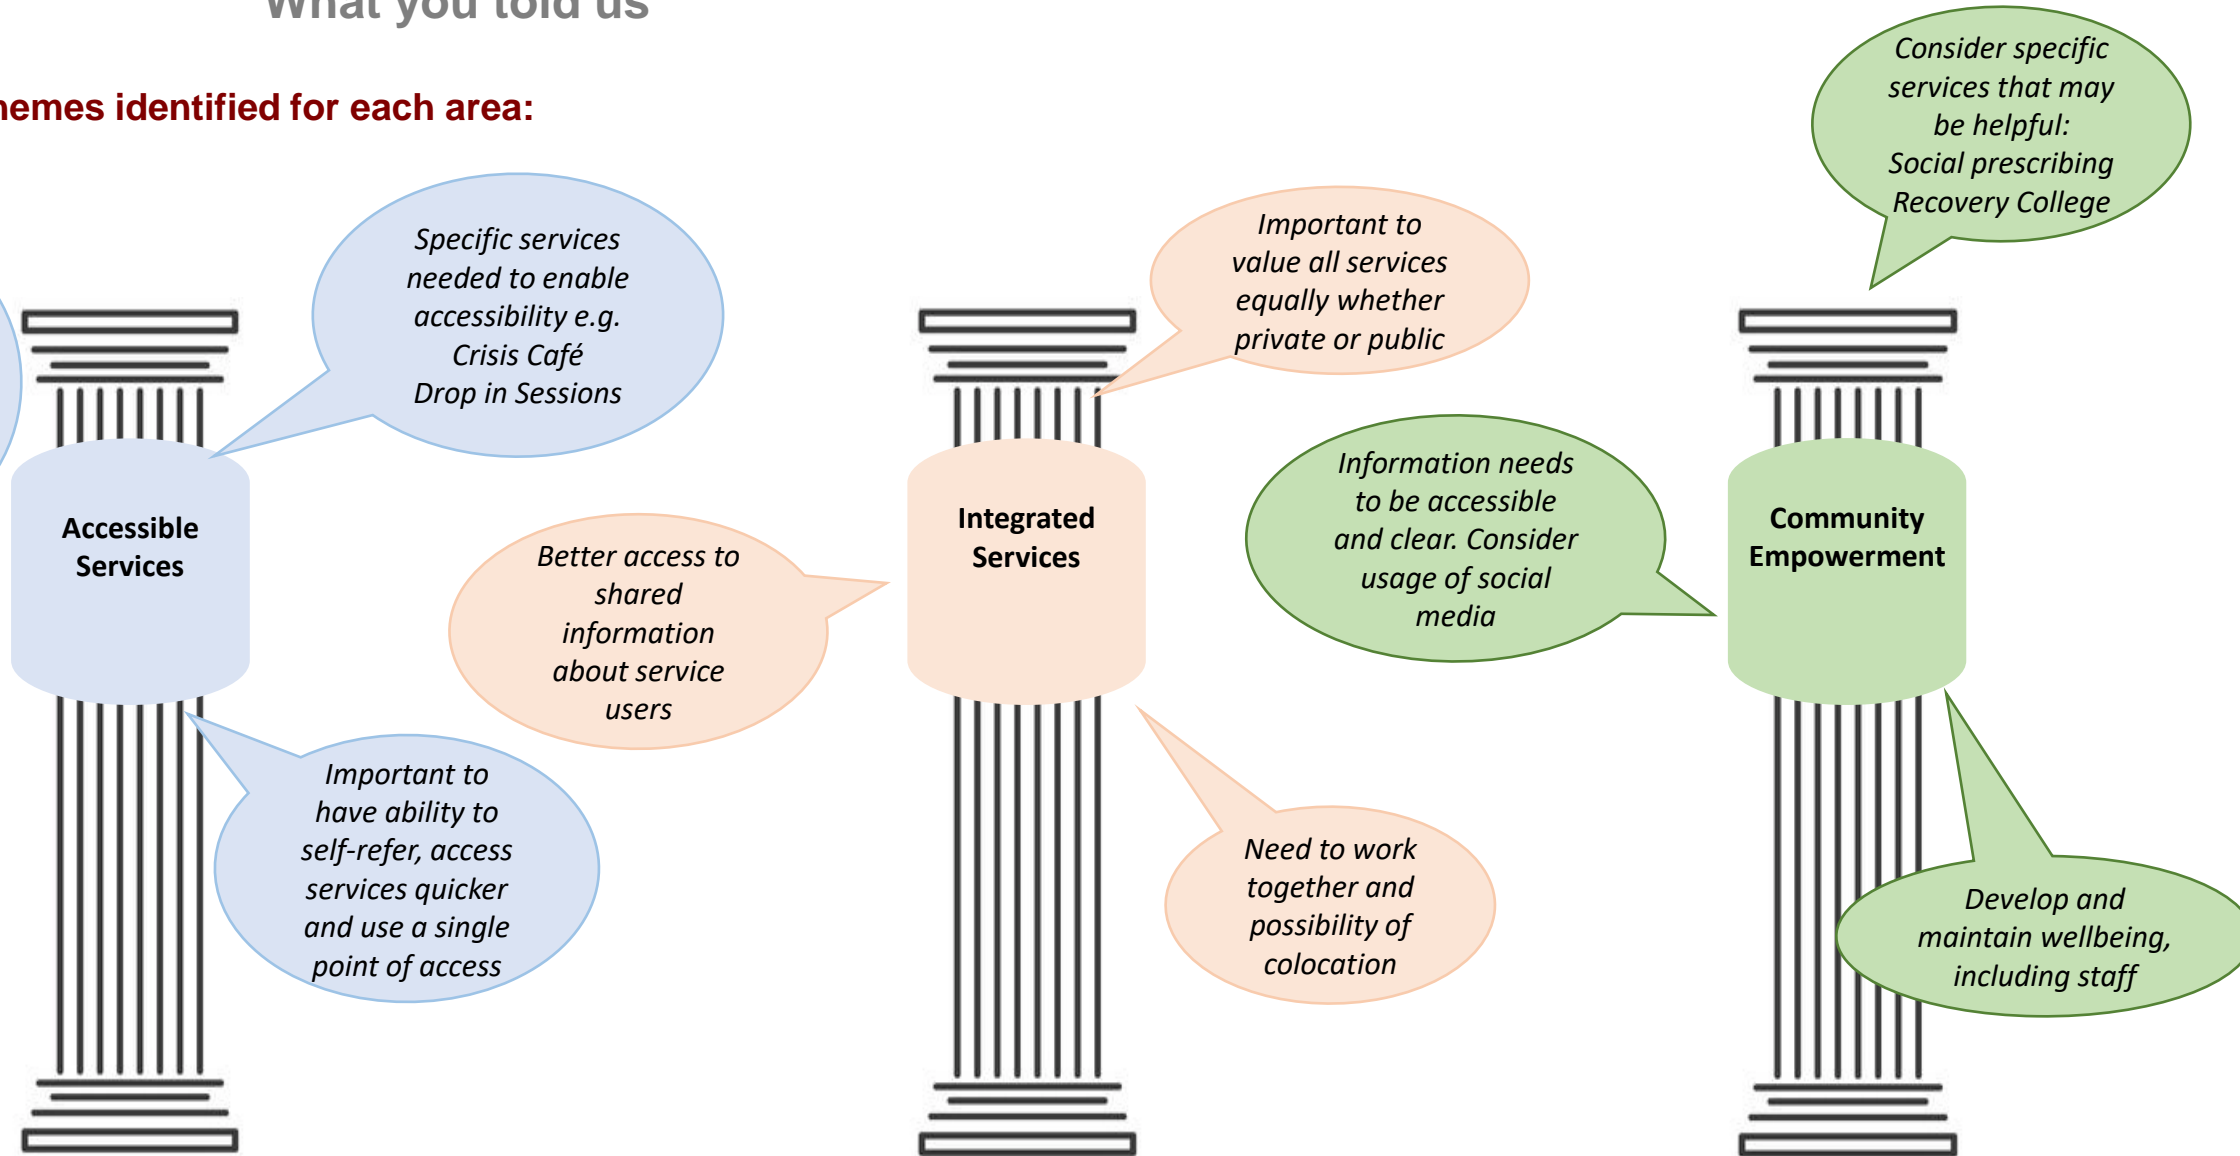 What you told us
hemes identified for each area:
Specific services
needed to enable
accessibility e.g.
Crisis Café
Drop in Sessions
Accessible
Services
Important to
have ability to
self-refer, access
services quicker
and use a single
point of access
Important to
value all services
equally whether
private or public
Better access to
shared
information
about service
users
Integrated
Services
Need to work
together and
possibility of
colocation
Consider specific
services that may
be helpful:
Social prescribing
Recovery College
Information needs
to be accessible
and clear. Consider
usage of social
media
Community
Empowerment
Develop and
maintain wellbeing,
including staff